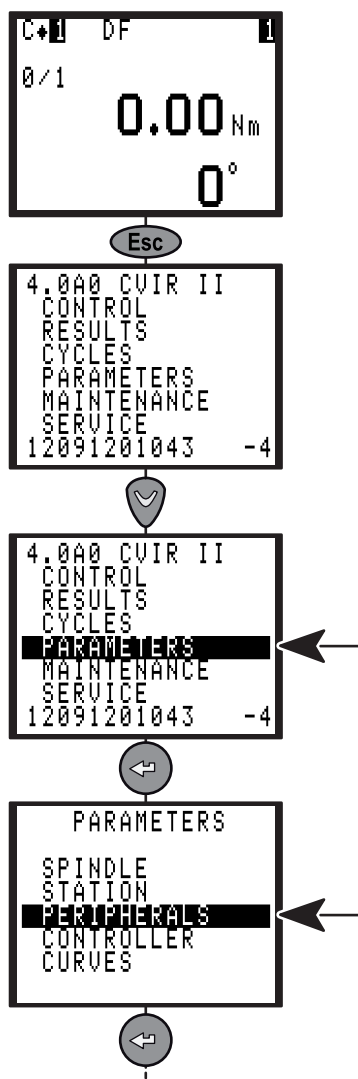 C♦1 DF 1
0/1
0.00 Nm
0°
Esc
4.0A0 CVIR II
CONTROL
RESULTS
CYCLES
PARAMETERS
MAINTENANCE
SERVICE
12091201043 -4
4.0A0 CVIR II
CONTROL
RESULTS
CYCLES
PARAMETERS
MAINTENANCE
SERVICE
12091201043 -4
PARAMETERS
SPINDLE
STATION
PERIPHERALS
CONTROLLER
CURVES